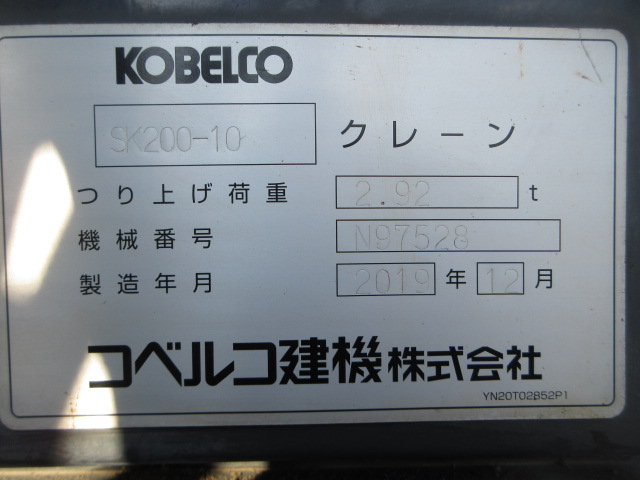 KOBELCO
SK200-10 クレーン
つり上げ荷重 2.92 t
機械番号 N97528
製造年月 2019 年 12 月
コベルコ建機株式会社
YN20T02852P1